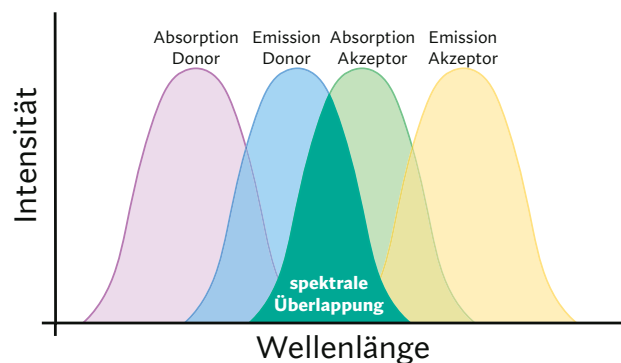 Absorption
Donor
Emission
Donor
Absorption
Akzeptor
Emission
Akzeptor
Intensität
spektrale
Überlappung
Wellenlänge